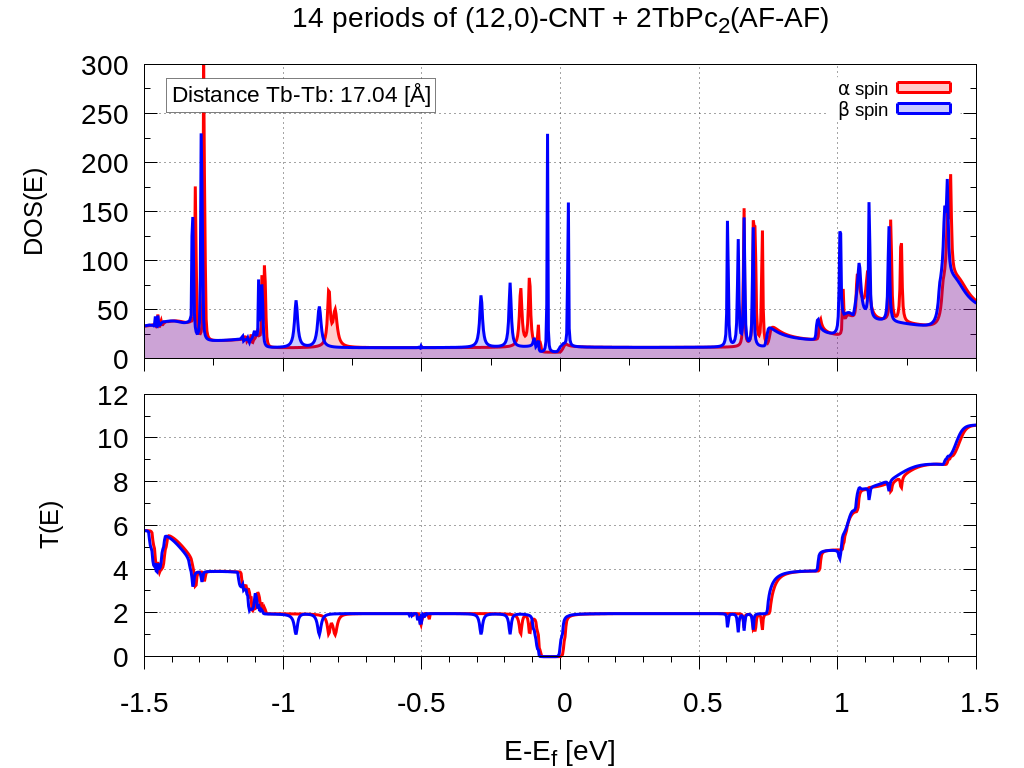 14 periods of (12,0)-CNT + 2TbPc₂(AF-AF)
300
Distance Tb-Tb: 17.04 [Å]
α spin
β spin
250
200
150
100
50
0
DOS(E)
12
10
8
6
4
2
0
T(E)
-1.5 -1 -0.5 0 0.5 1 1.5
E-E_f [eV]